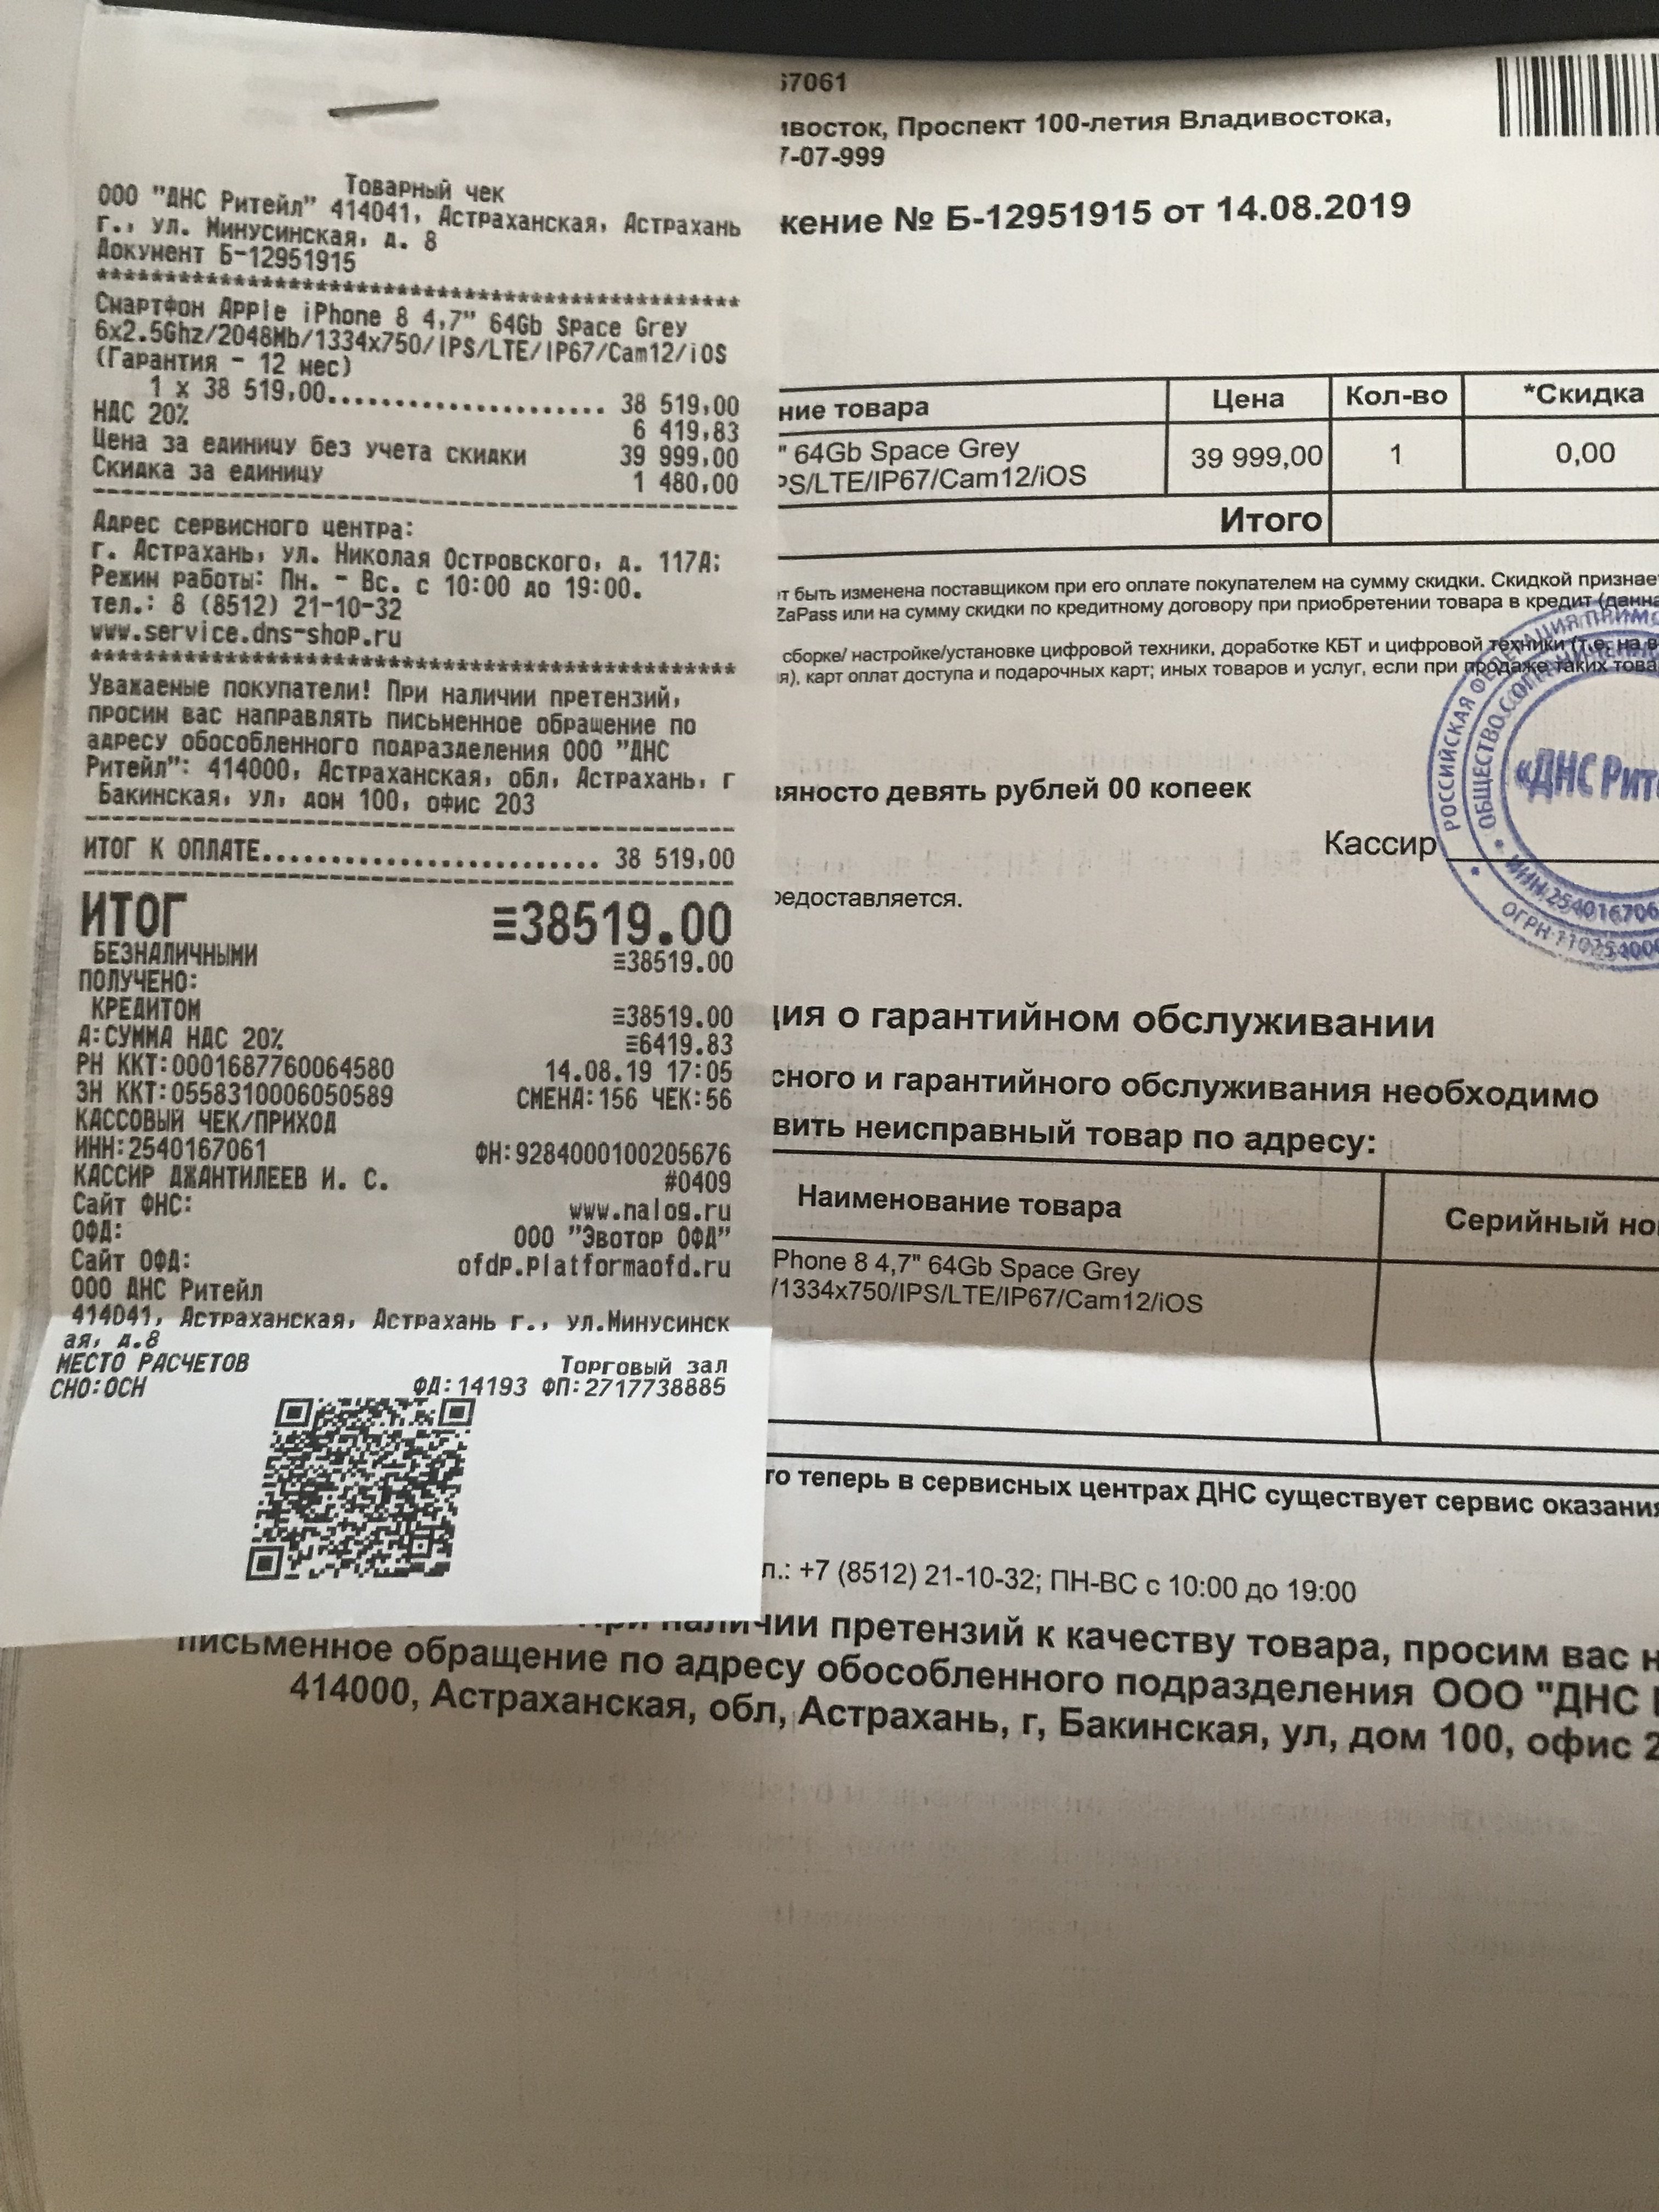 Товарный чек
ООО "ДНС Ритейл" 414041, Астраханская, Астрахань
г., ул. Минусинская, д. 8
Документ Б-12951915
************************************************
Смартфон Apple iPhone 8 4,7" 64Gb Space Grey
6x2.5Ghz/2048Mb/1334x750/IPS/LTE/IP67/Cam12/iOS
(Гарантия - 12 мес)
1 x 38 519,00...................... 38 519,00
НДС 20% 6 419,83
Цена за единицу без учета скидки 39 999,00
Скидка за единицу 1 480,00
------------------------------------------------
Адрес сервисного центра:
г. Астрахань, ул. Николая Островского, д. 117А;
Режим работы: Пн. - Вс. с 10:00 до 19:00.
тел.: 8 (8512) 21-10-32
www.service.dns-shop.ru
************************************************
Уважаемые покупатели! При наличии претензий,
просим вас направлять письменное обращение по
адресу обособленного подразделения ООО "ДНС
Ритейл": 414000, Астраханская, обл, Астрахань, г
Бакинская, ул, дом 100, офис 203
------------------------------------------------
ИТОГ К ОПЛАТЕ........................... 38 519,00
------------------------------------------------
ИТОГ ≡38519.00
БЕЗНАЛИЧНЫМИ ≡38519.00
ПОЛУЧЕНО:
КРЕДИТОМ ≡38519.00
А:СУММА НДС 20% ≡6419.83
РН ККТ:0001687760064580 14.08.19 17:05
ЗН ККТ:0558310006050589 СМЕНА:156 ЧЕК:56
КАССОВЫЙ ЧЕК/ПРИХОД
ИНН:2540167061 ФН:9284000100205676
КАССИР ДЖАНТИЛЕЕВ И. С. #0409
Сайт ФНС: www.nalog.ru
ОФД: ООО "Эвотор ОФД"
Сайт ОФД: ofdp.platformaofd.ru
ООО ДНС Ритейл
414041, Астраханская, Астрахань г., ул.Минусинск
ая, д.8
МЕСТО РАСЧЕТОВ Торговый зал
СНО:ОСН ФД:14193 ФП:2717738885
67061
ивосток, Проспект 100-летия Владивостока,
7-07-999
жение № Б-12951915 от 14.08.2019
ние товара Цена Кол-во *Скидка
" 64Gb Space Grey 39 999,00 1 0,00
PS/LTE/IP67/Cam12/iOS
Итого
т быть изменена поставщиком при его оплате покупателем на сумму скидки. Скидкой признае
ZaPass или на сумму скидки по кредитному договору при приобретении товара в кредит (данна
сборке/ настройке/установке цифровой техники, доработке КБТ и цифровой техники (т.е. на в
я), карт оплат доступа и подарочных карт; иных товаров и услуг, если при продаже таких това
вяносто девять рублей 00 копеек
Кассир
РОССИЙСКАЯ ФЕДЕРАЦИЯ ПРИМО
ОБЩЕСТВО С
«ДНС Рит
ИНН 254016706
ОГРН
редоставляется.
ция о гарантийном обслуживании
сного и гарантийного обслуживания необходимо
вить неисправный товар по адресу:
Наименование товара Серийный но
Phone 8 4,7" 64Gb Space Grey
/1334x750/IPS/LTE/IP67/Cam12/iOS
то теперь в сервисных центрах ДНС существует сервис оказания
л.: +7 (8512) 21-10-32; ПН-ВС с 10:00 до 19:00
При наличии претензий к качеству товара, просим вас н
письменное обращение по адресу обособленного подразделения ООО "ДНС
414000, Астраханская, обл, Астрахань, г, Бакинская, ул, дом 100, офис 2